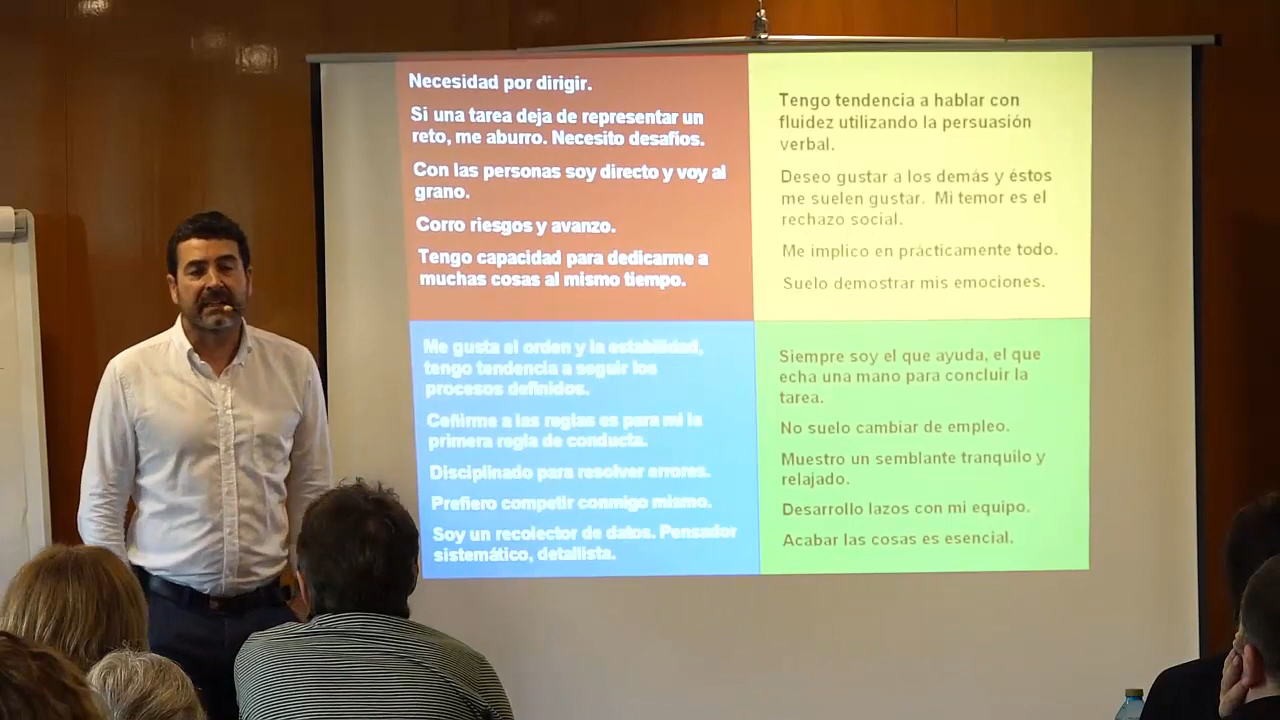 Necesidad por dirigir.
Si una tarea deja de representar un
reto, me aburro. Necesito desafíos.
Con las personas soy directo y voy al
grano.
Corro riesgos y avanzo.
Tengo capacidad para dedicarme a
muchas cosas al mismo tiempo.
Tengo tendencia a hablar con
fluidez utilizando la persuasión
verbal.
Deseo gustar a los demás y éstos
me suelen gustar. Mi temor es el
rechazo social.
Me implico en prácticamente todo.
Suelo demostrar mis emociones.
Me gusta el orden y la estabilidad,
tengo tendencia a seguir los
procesos definidos.
Ceñirme a las reglas es para mi la
primera regla de conducta.
Disciplinado para resolver errores.
Prefiero competir conmigo mismo.
Soy un recolector de datos. Pensador
sistemático, detallista.
Siempre soy el que ayuda, el que
echa una mano para concluir la
tarea.
No suelo cambiar de empleo.
Muestro un semblante tranquilo y
relajado.
Desarrollo lazos con mi equipo.
Acabar las cosas es esencial.